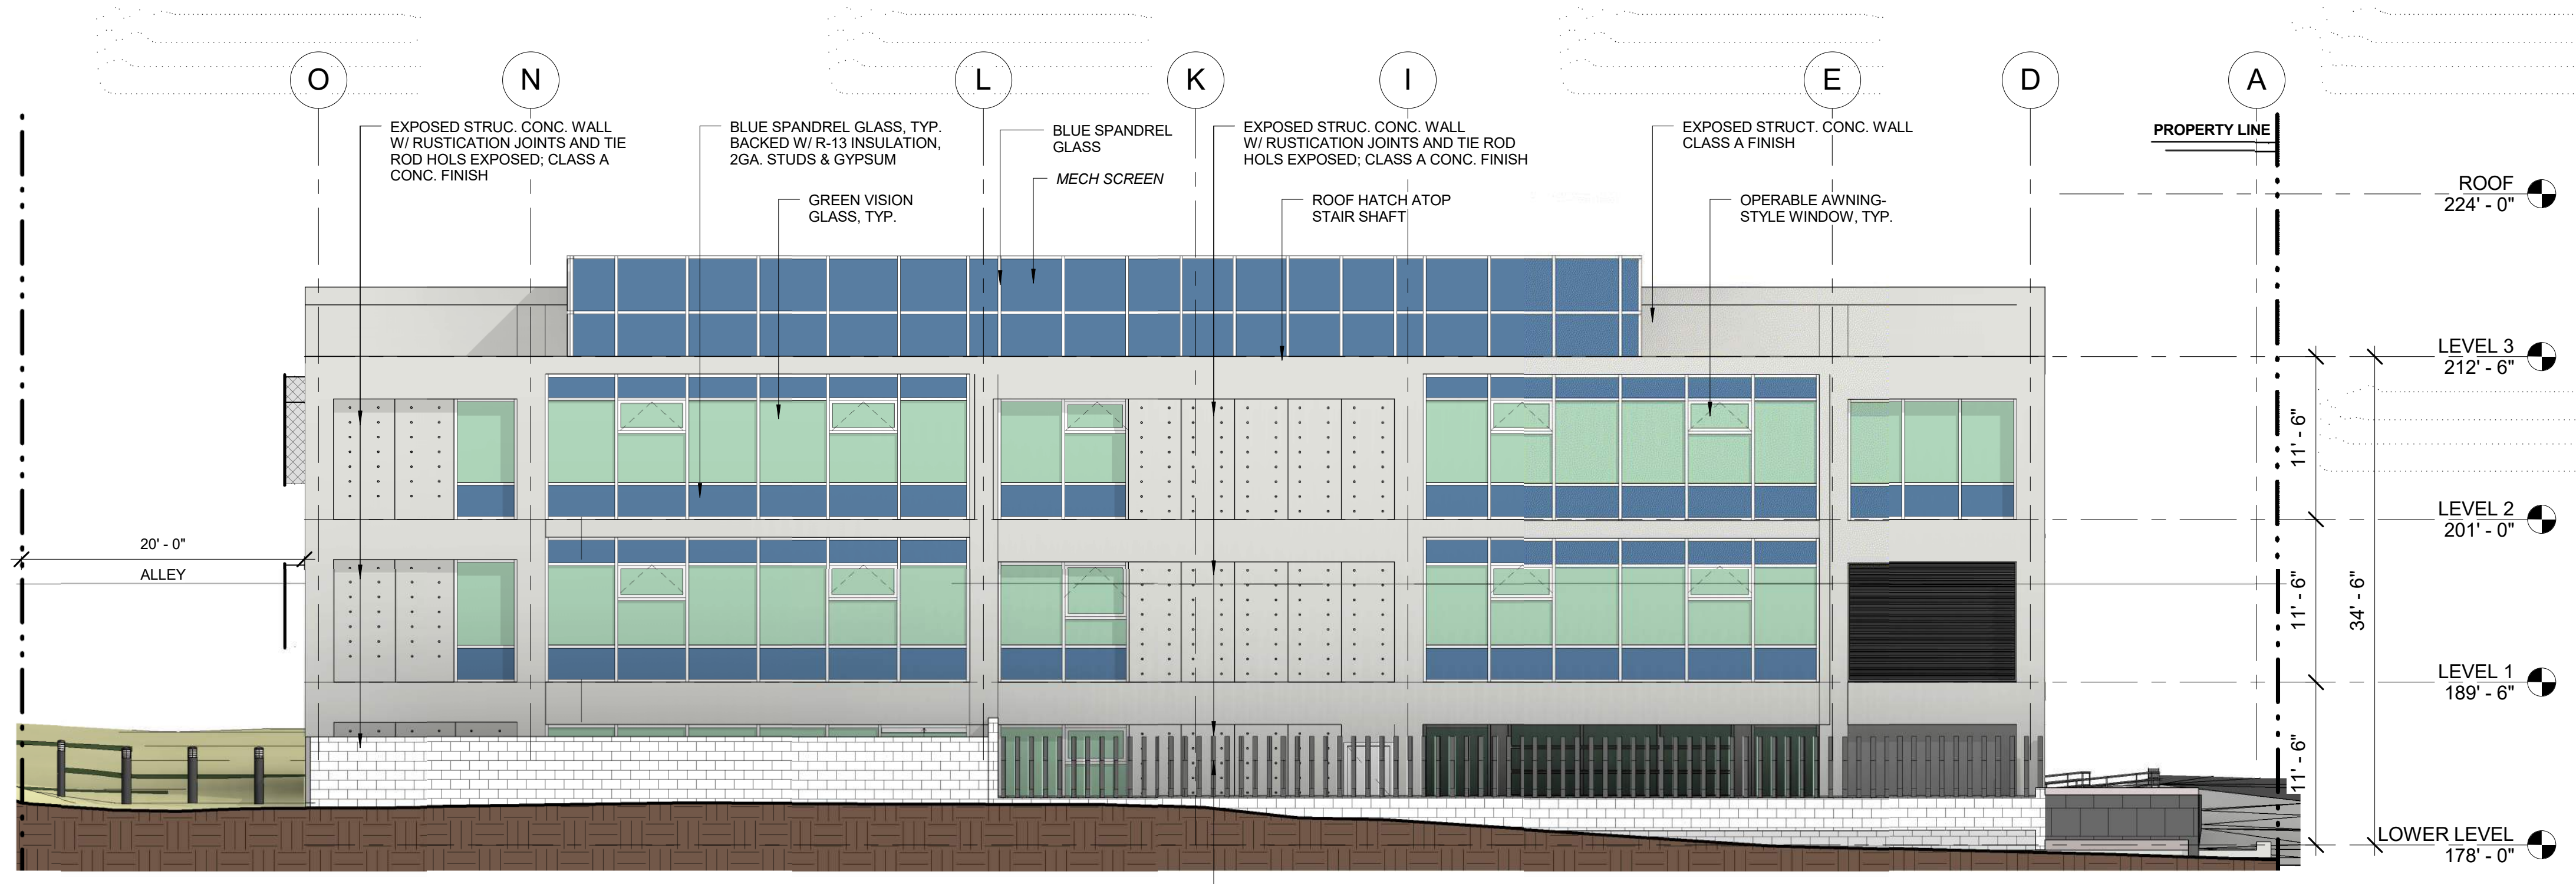 O
N
L
K
I
E
D
A
EXPOSED STRUC. CONC. WALL
W/ RUSTICATION JOINTS AND TIE
ROD HOLS EXPOSED; CLASS A
CONC. FINISH
BLUE SPANDREL GLASS, TYP.
BACKED W/ R-13 INSULATION,
2GA. STUDS & GYPSUM
GREEN VISION
GLASS, TYP.
BLUE SPANDREL
GLASS
MECH SCREEN
EXPOSED STRUC. CONC. WALL
W/ RUSTICATION JOINTS AND TIE ROD
HOLS EXPOSED; CLASS A CONC. FINISH
ROOF HATCH ATOP
STAIR SHAFT
EXPOSED STRUCT. CONC. WALL
CLASS A FINISH
OPERABLE AWNING-
STYLE WINDOW, TYP.
PROPERTY LINE
ROOF
224' - 0"
LEVEL 3
212' - 6"
11' - 6"
LEVEL 2
201' - 0"
20' - 0"
ALLEY
11' - 6"
34' - 6"
LEVEL 1
189' - 6"
11' - 6"
LOWER LEVEL
178' - 0"